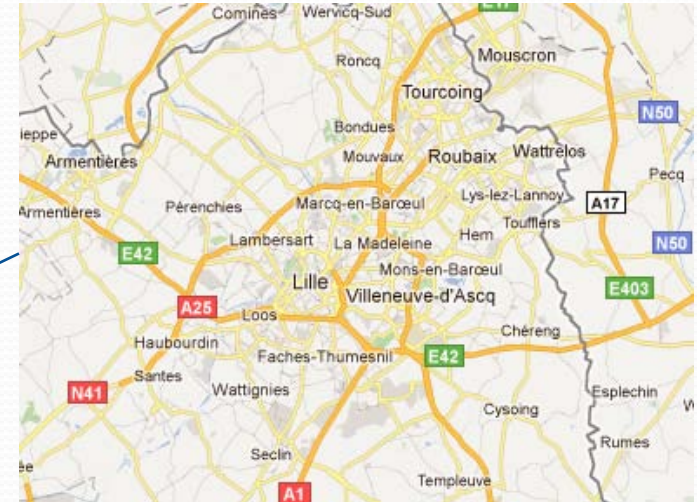 Comines Wervicq-Sud E17
Roncq Mouscron
Tourcoing
N50
Bondues
ieppe Armentières Mouvaux Roubaix Wattrelos
Pecq
Armentières Pérenchies Marcq-en-Barœul Lys-lez-Lannoy A17
Toufflers
E42 Lambersart La Madeleine Hem N50
Lille Mons-en-Barœul
Villeneuve-d'Ascq E403
A25 Loos
Haubourdin Chéreng
Faches-Thumesnil E42
Santes
N41 Wattignies Esplechin
Cysoing
Seclin Rumes
A1 Templeuve